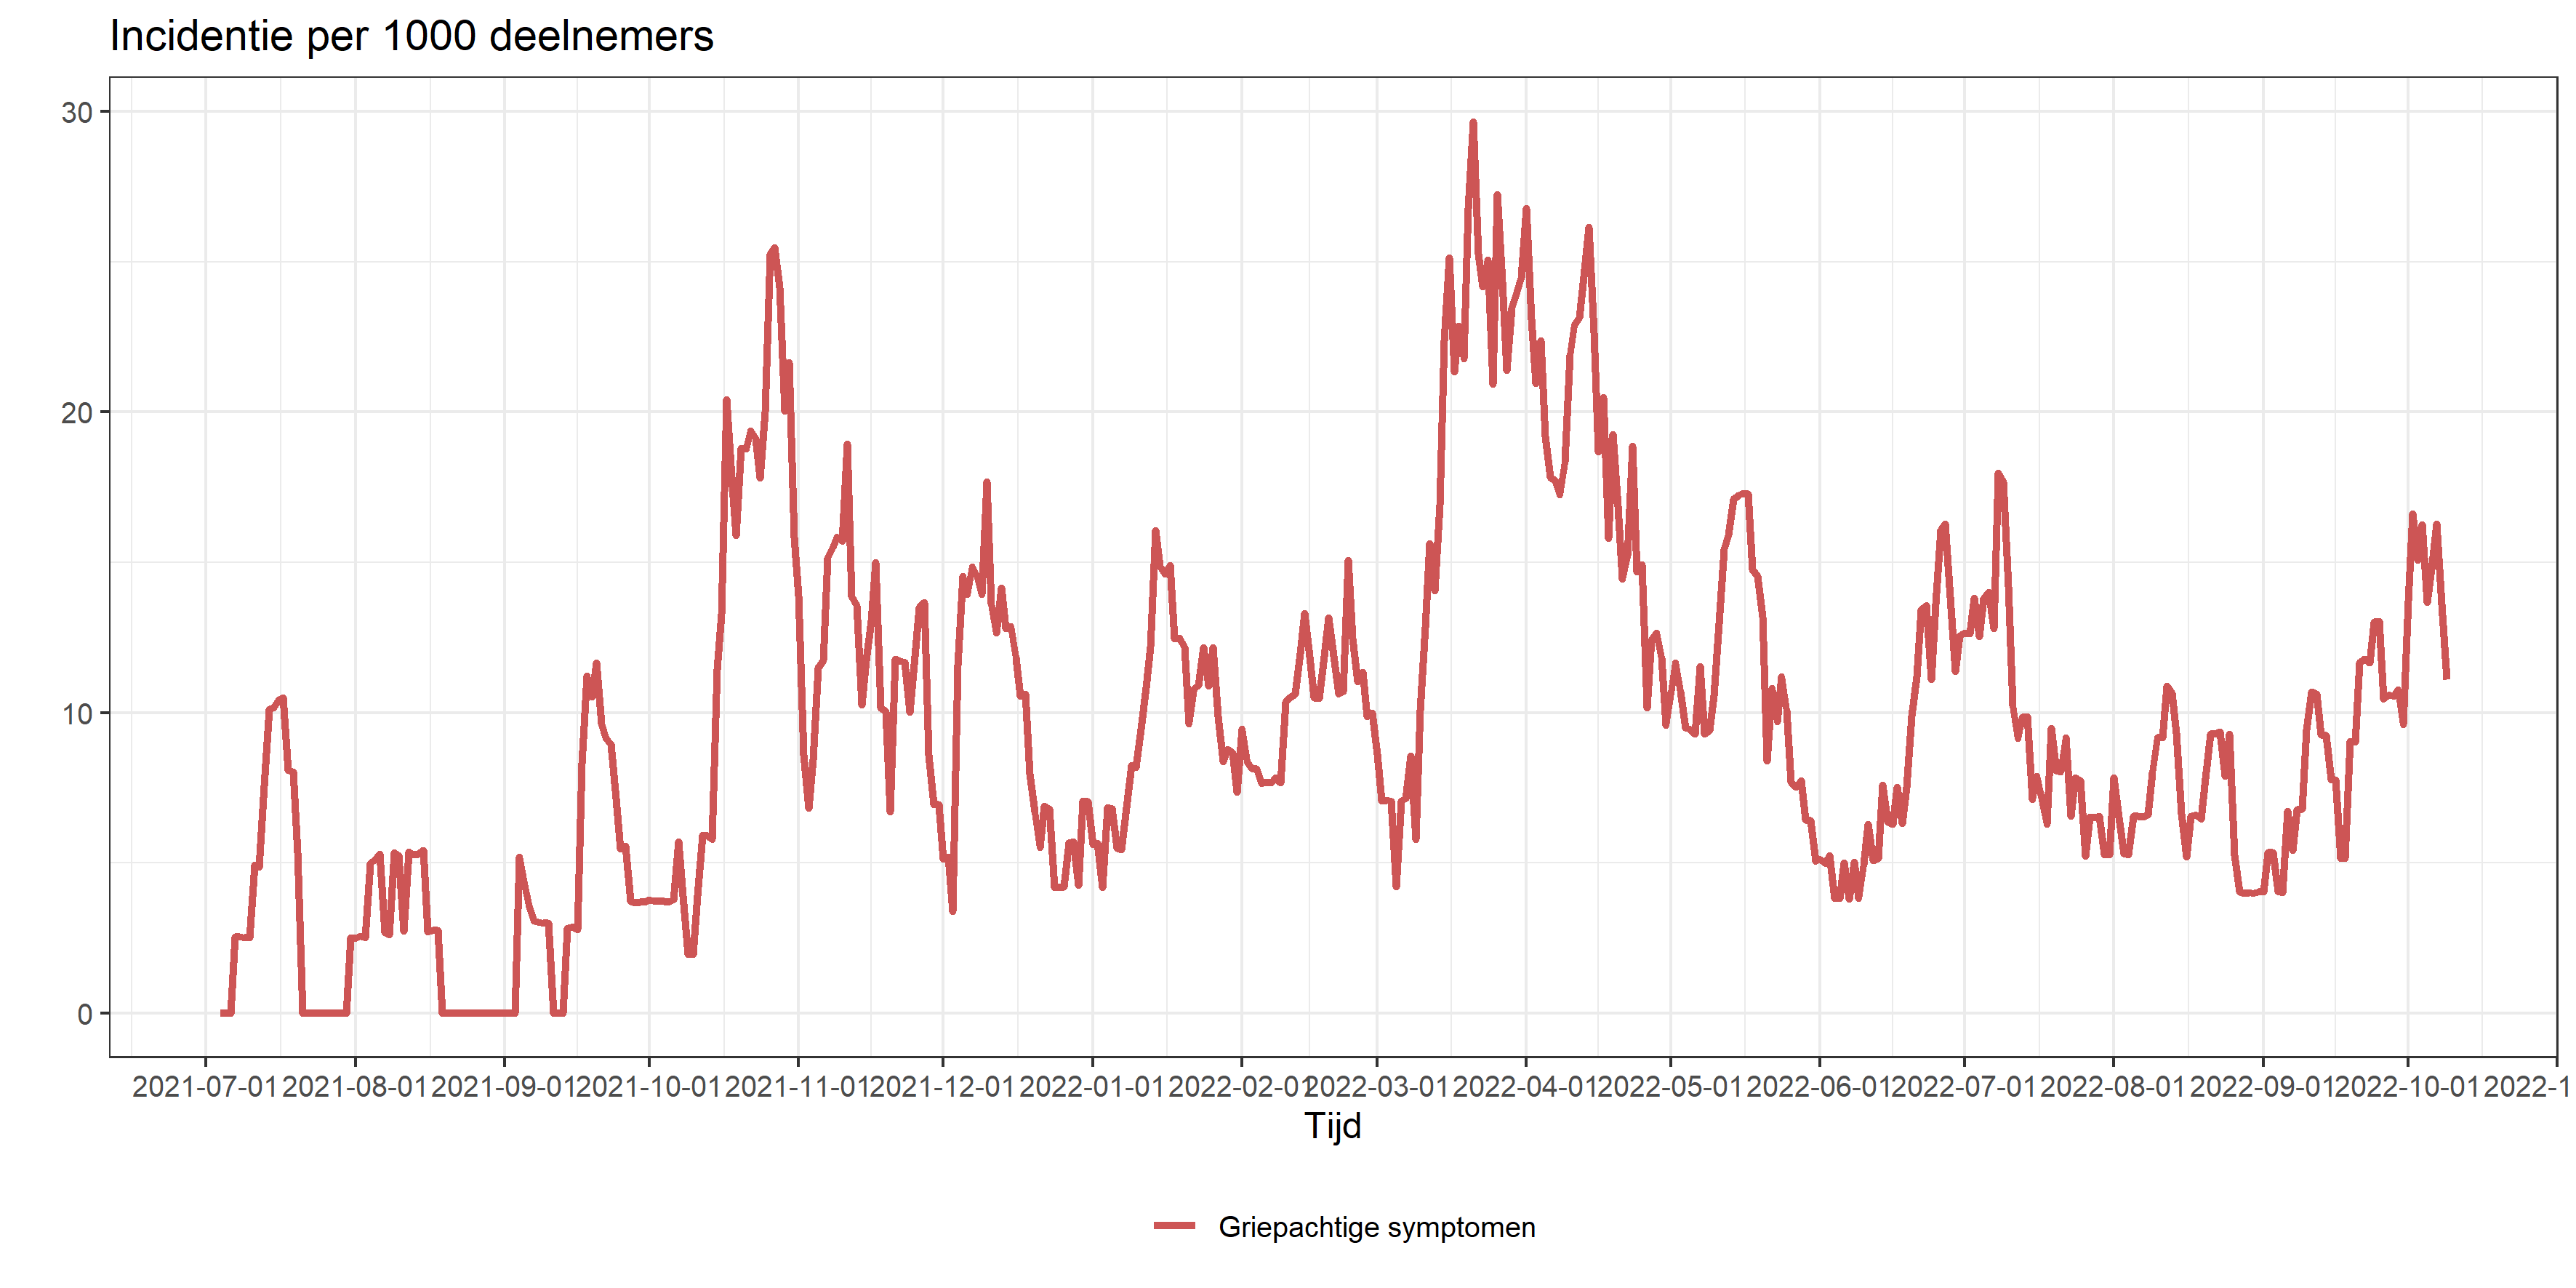 Incidentie per 1000 deelnemers
30
20
10
0
2021-07-01 2021-08-01 2021-09-01 2021-10-01 2021-11-01 2021-12-01 2022-01-01 2022-02-01 2022-03-01 2022-04-01 2022-05-01 2022-06-01 2022-07-01 2022-08-01 2022-09-01 2022-10-01 2022-1
Tijd
Griepachtige symptomen